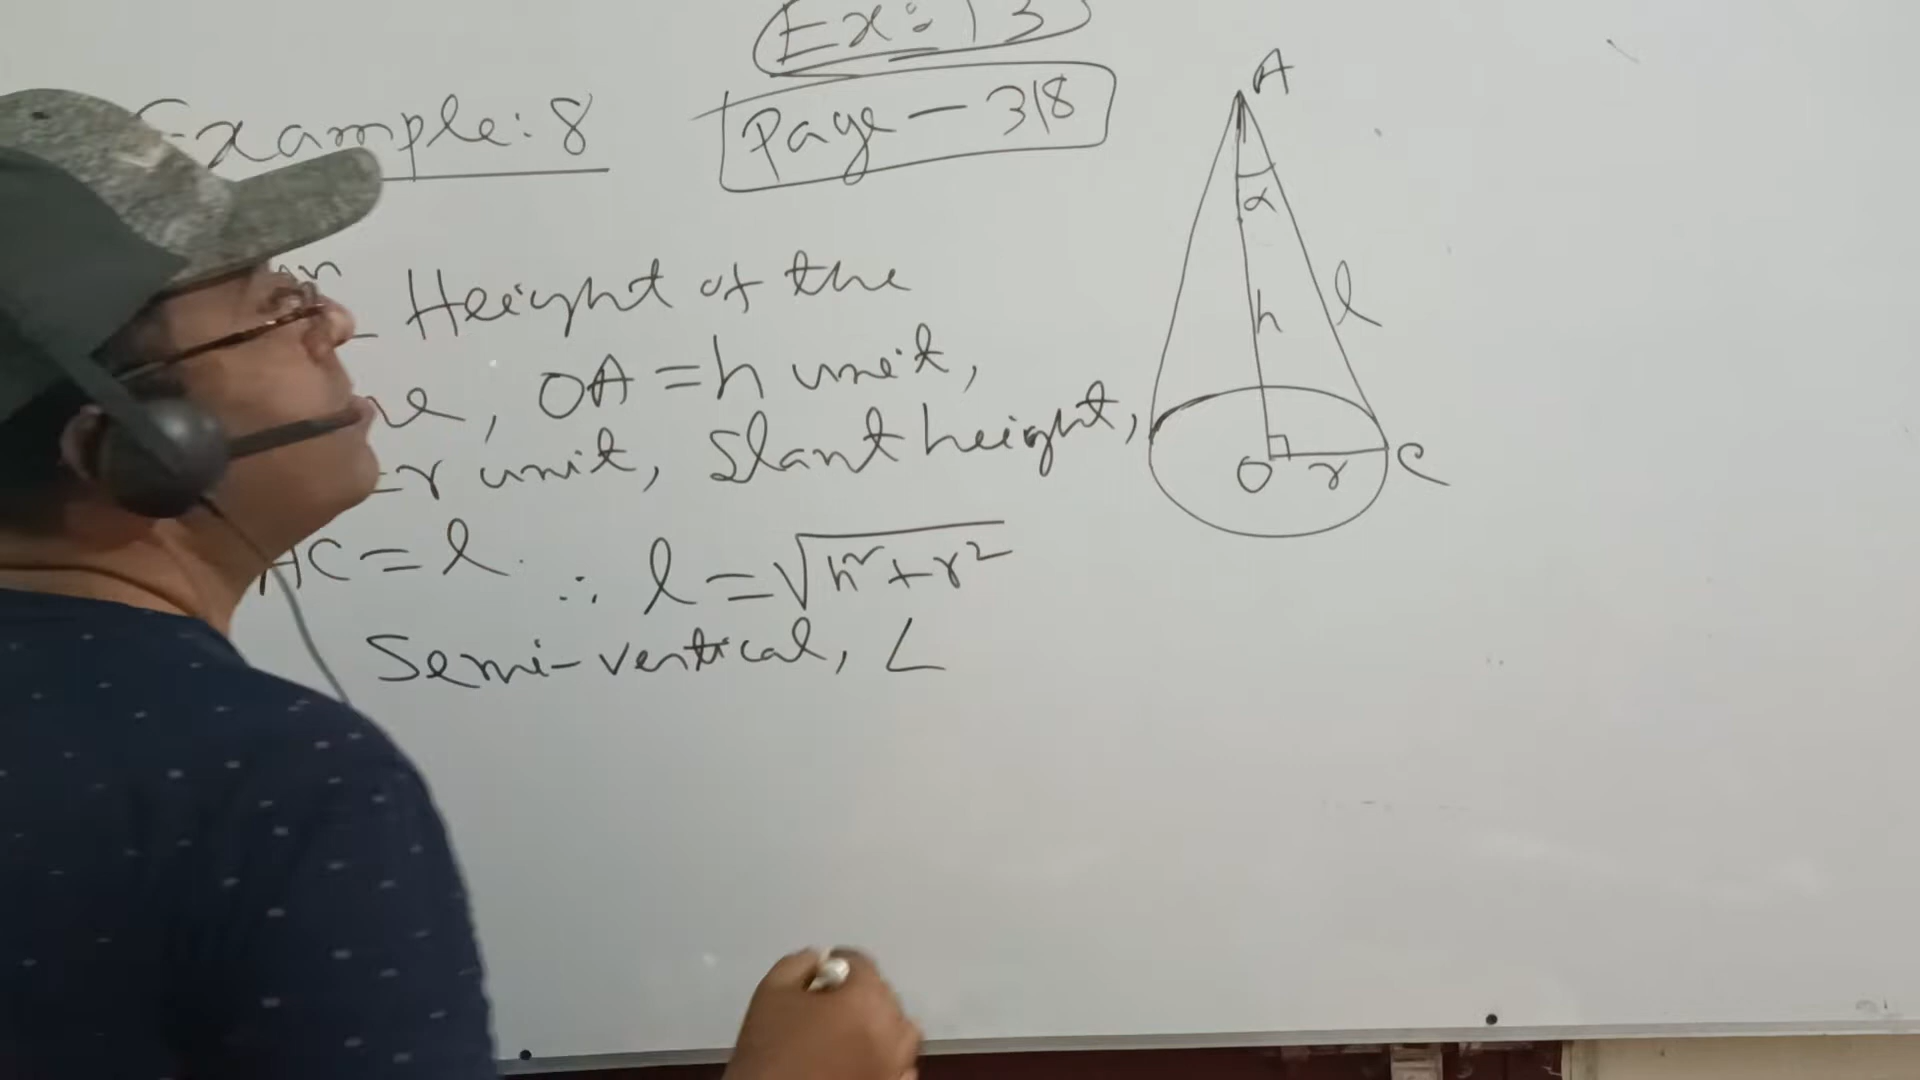 Ex: 13
Page - 318
Example: 8
Height of the
, OA = h unit,
= r unit, Slant height,
AC = l. ∴ l = √h²+r²
Semi-vertical, ∠
A
α
h
l
O
r
C